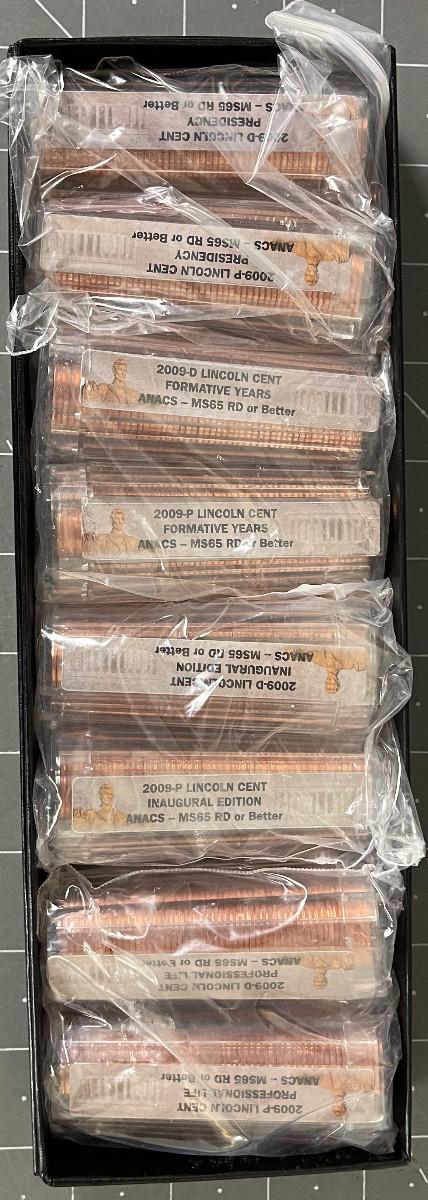 2009-D LINCOLN CENT
PRESIDENCY
ANACS – MS65 RD or Better
2009-P LINCOLN CENT
PRESIDENCY
ANACS – MS65 RD or Better
2009-D LINCOLN CENT
FORMATIVE YEARS
ANACS – MS65 RD or Better
2009-P LINCOLN CENT
FORMATIVE YEARS
ANACS – MS65 RD or Better
2009-D LINCOLN CENT
INAUGURAL EDITION
ANACS – MS65 RD or Better
2009-P LINCOLN CENT
INAUGURAL EDITION
ANACS – MS65 RD or Better
2009-D LINCOLN CENT
PROFESSIONAL LIFE
ANACS – MS65 RD or Better
2009-P LINCOLN CENT
PROFESSIONAL LIFE
ANACS – MS65 RD or Better